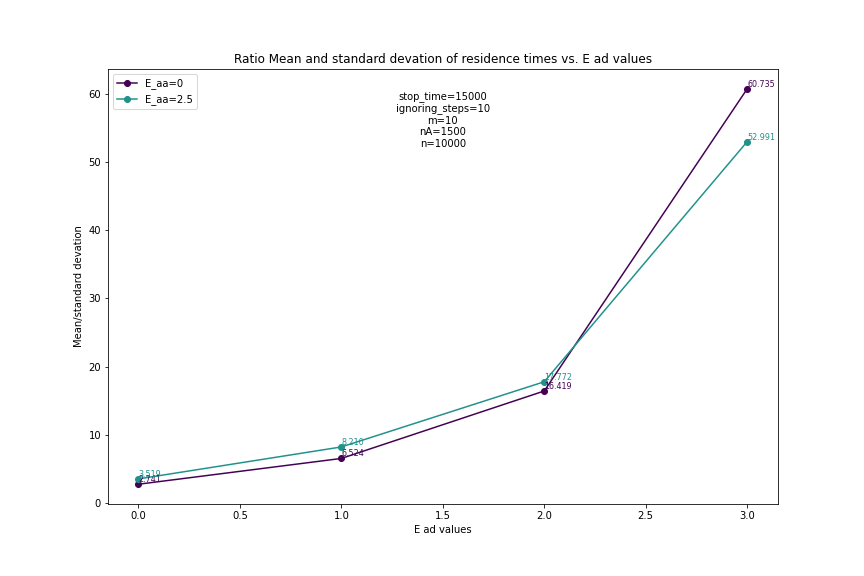 Ratio Mean and standard devation of residence times vs. E ad values
E_aa=0
E_aa=2.5
stop_time=15000
ignoring_steps=10
m=10
nA=1500
n=10000
60.735
52.991
17.772
16.419
8.210
6.524
3.519
2.741
60
50
40
30
20
10
0
Mean/standard devation
0.0 0.5 1.0 1.5 2.0 2.5 3.0
E ad values